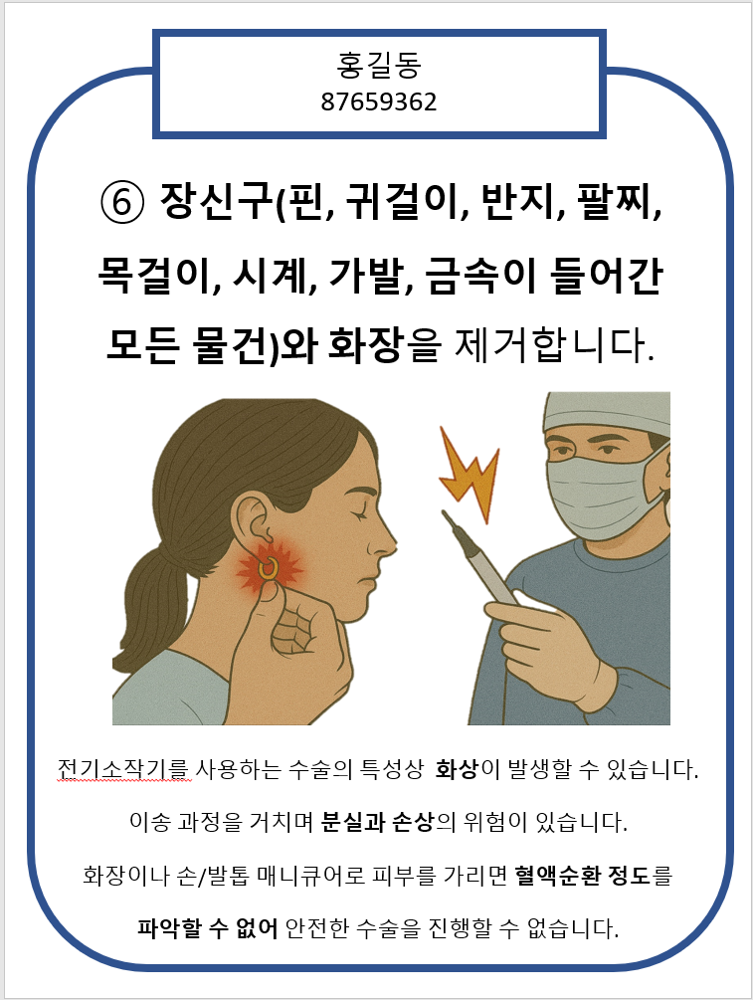 홍길동
87659362
⑥ 장신구(핀, 귀걸이, 반지, 팔찌,
목걸이, 시계, 가발, 금속이 들어간
모든 물건)와 화장을 제거합니다.
전기소작기를 사용하는 수술의 특성상 화상이 발생할 수 있습니다.
이송 과정을 거치며 분실과 손상의 위험이 있습니다.
화장이나 손/발톱 매니큐어로 피부를 가리면 혈액순환 정도를
파악할 수 없어 안전한 수술을 진행할 수 없습니다.